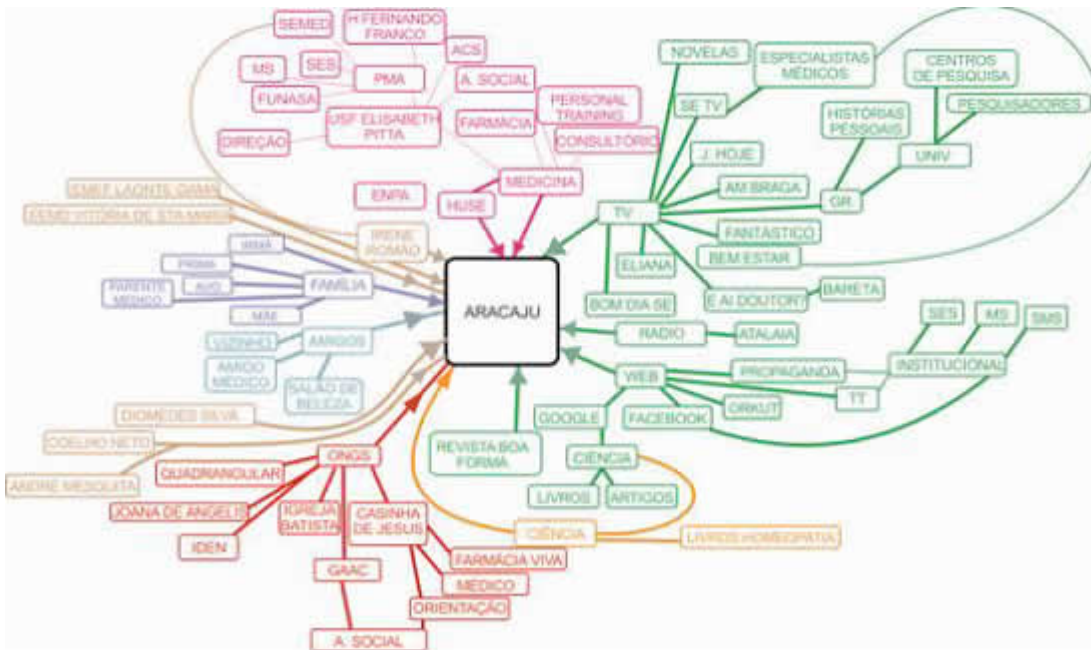 SEMED
H FERNANDO
FRANCO
ACS
MS
SES
PMA
A. SOCIAL
FUNASA
USF ELISABETH
PITTA
DIREÇÃO
FARMÁCIA
PERSONAL
TRAINING
CONSULTÓRIO
MEDICINA
ENPA
HUSE
NOVELAS
ESPECIALISTAS
MÉDICOS
CENTROS
DE PESQUISA
SE TV
PESQUISADORES
HISTÓRIAS
PESSOAIS
UNIV.
J. HOJE
AM BRAGA
GR
TV
FANTÁSTICO
BEM ESTAR
ELIANA
BOM DIA SE
E AI DOUTOR?
BARETA
IRENE
ROMÃO
IRMÃ
PRIMA
AVÓ
PARENTE
MÉDICO
FAMÍLIA
MÃE
ARACAJU
VIZINHO
AMIGOS
AMIGO
MÉDICO
SALÃO DE
BELEZA
RADIO
ATALAIA
SES
MS
SMS
WEB
PROPAGANDA
INSTITUCIONAL
TT
ORKUT
GOOGLE
FACEBOOK
CIÊNCIA
LIVROS
ARTIGOS
REVISTA BOA
FORMA
DIOMEDES SILVA
COELHO NETO
ANDRÉ MESQUITA
ONGS
QUADRANGULAR
JOANA DE ANGELIS
IGREJA
BATISTA
CASINHA
DE JESUS
IDEN
GAAC
FARMÁCIA VIVA
MÉDICO
ORIENTAÇÃO
A. SOCIAL
CIÊNCIA
LIVROS HOMEOPATIA